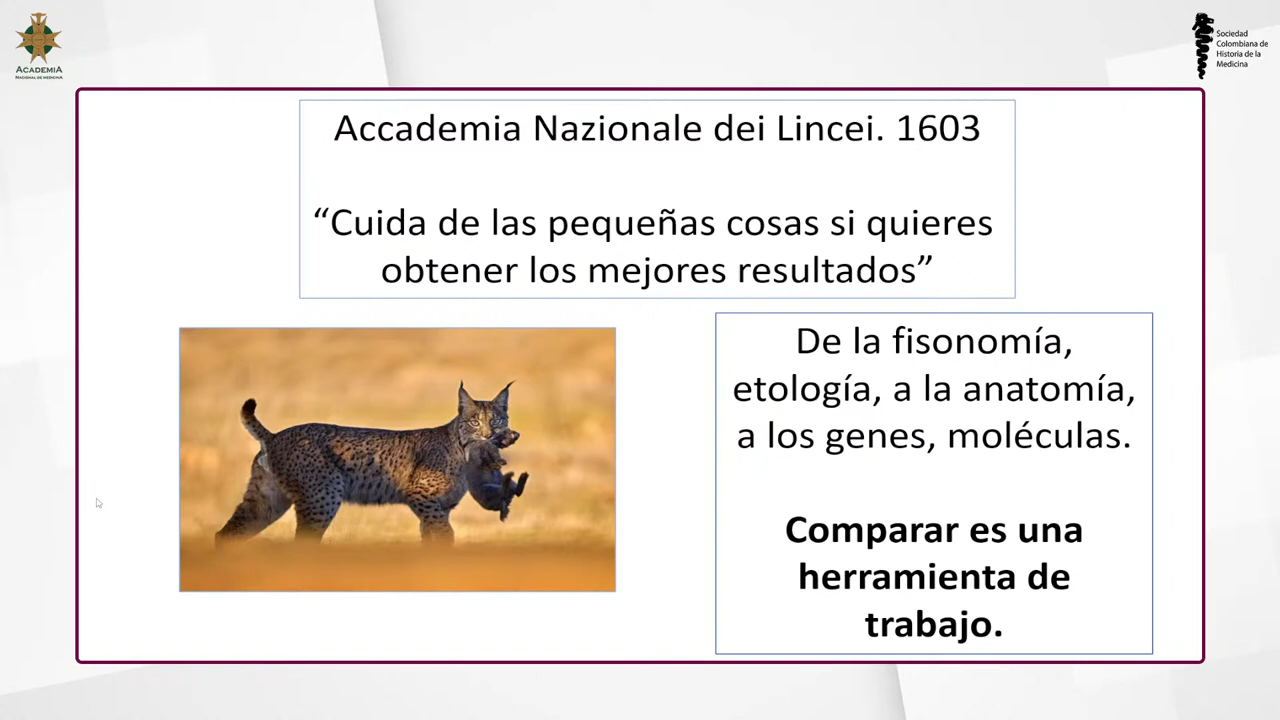 ACADEMIA
NACIONAL DE MEDICINA
Sociedad
Colombiana de
Historia de la
Medicina
Accademia Nazionale dei Lincei. 1603
“Cuida de las pequeñas cosas si quieres
obtener los mejores resultados”
De la fisonomía,
etología, a la anatomía,
a los genes, moléculas.
Comparar es una
herramienta de
trabajo.